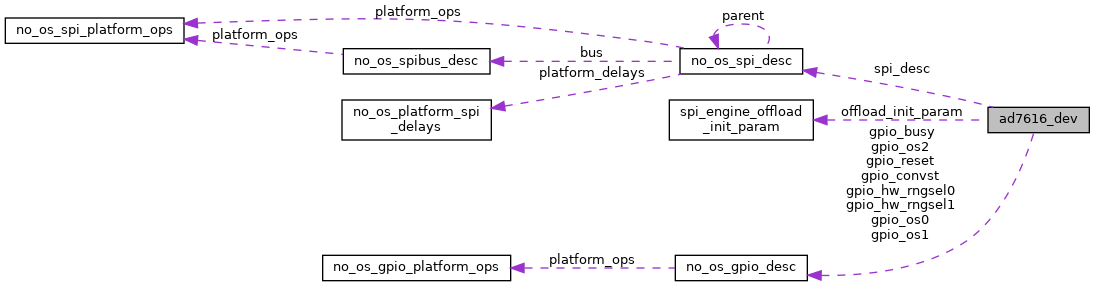 platform_ops
parent
no_os_spi_platform_ops
platform_ops
bus
no_os_spibus_desc
no_os_spi_desc
platform_delays
spi_desc
no_os_platform_spi
_delays
spi_engine_offload
_init_param
offload_init_param
ad7616_dev
gpio_busy
gpio_os2
gpio_reset
gpio_convst
gpio_hw_rngsel0
gpio_hw_rngsel1
gpio_os0
gpio_os1
no_os_gpio_platform_ops
platform_ops
no_os_gpio_desc